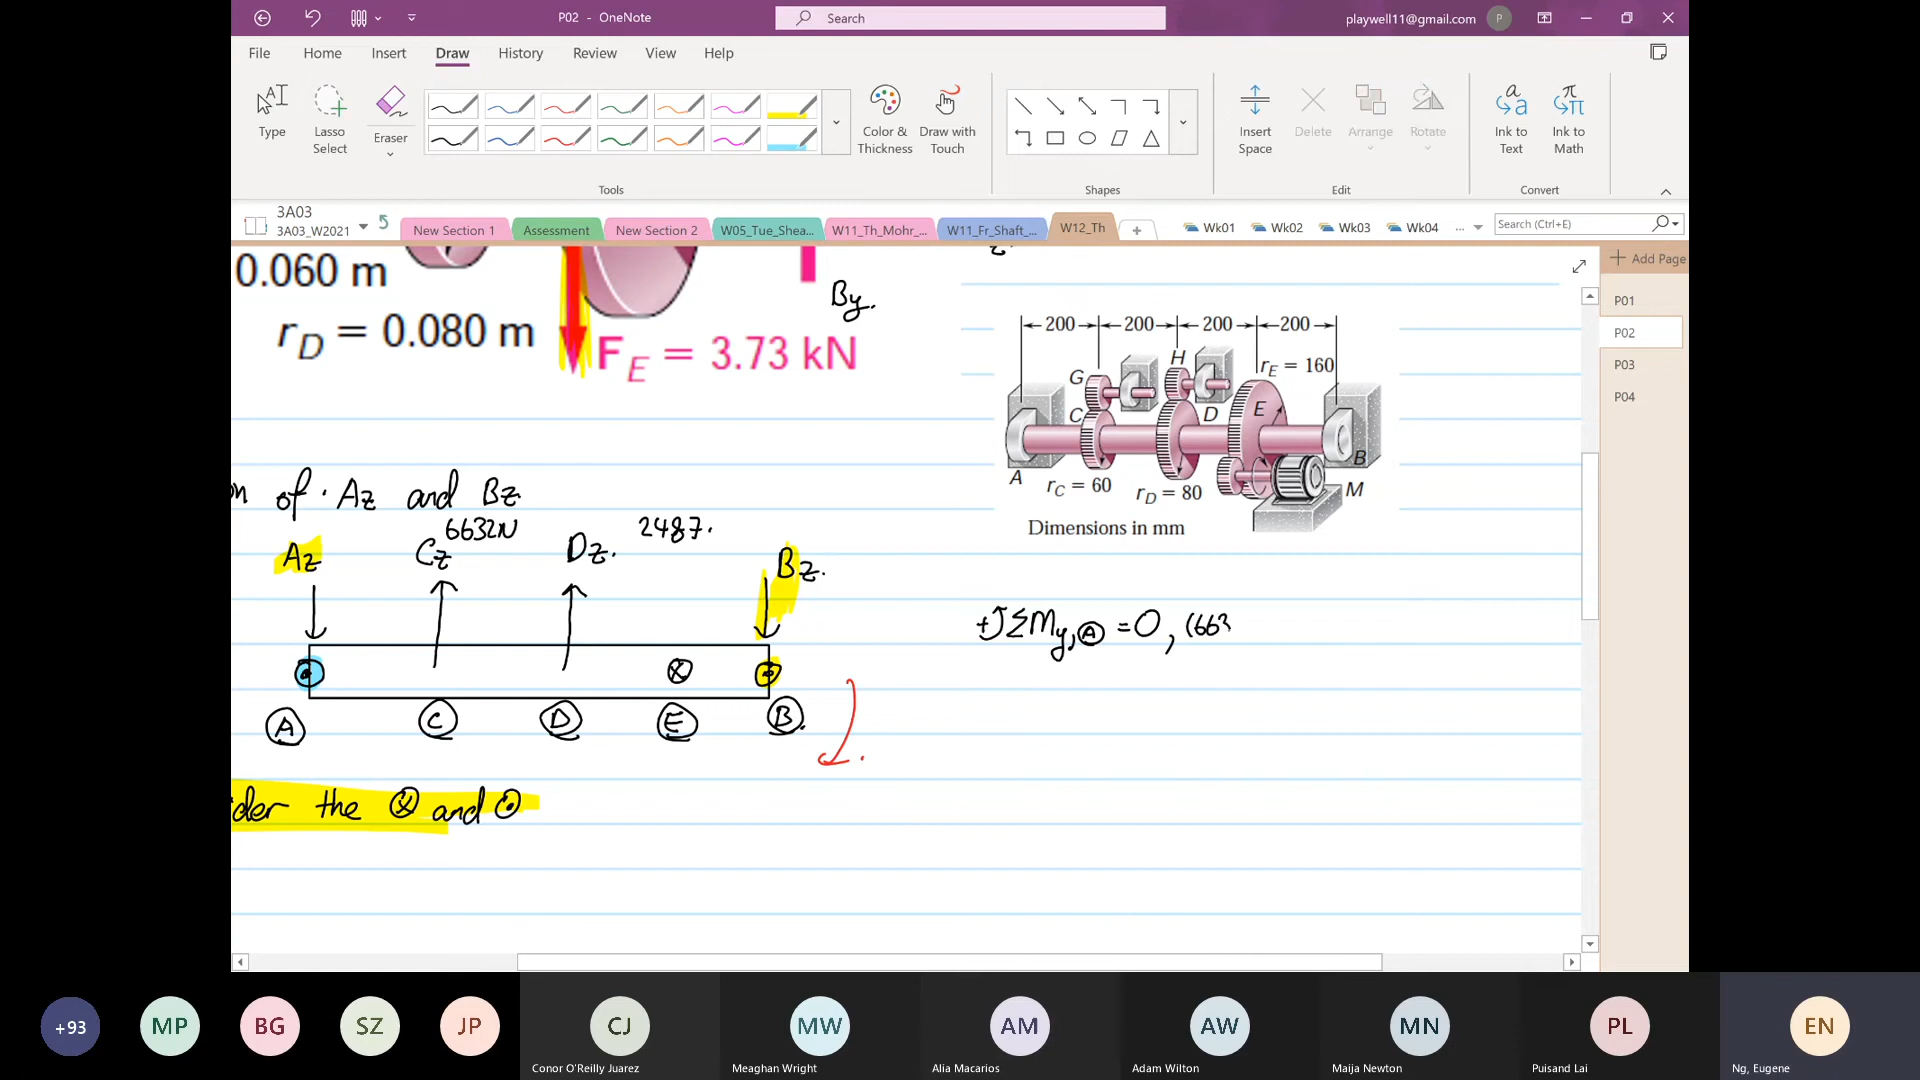 P02 - OneNote
Search
playwell11@gmail.com
P
File Home Insert Draw History Review View Help
Type
Lasso Select
Eraser
Color & Thickness
Draw with Touch
Insert Space
Delete
Arrange
Rotate
Ink to Text
Ink to Math
Tools
Shapes
Edit
Convert
3A03
3A03_W2021
New Section 1
Assessment
New Section 2
W05_Tue_Shea...
W11_Th_Mohr_...
W11_Fr_Shaft_...
W12_Th
Wk01
Wk02
Wk03
Wk04
...
Search (Ctrl+E)
Add Page
P01
P02
P03
P04
0.060 m
r_D = 0.080 m
F_E = 3.73 kN
By.
200 200 200 200
r_E = 160
G
H
C
D
E
A
B
M
r_C = 60
r_D = 80
Dimensions in mm
on of . Az and Bz
6632N
2487.
Az
Cz
Dz.
Bz.
+ΣMy,Ⓐ = 0, (663
A C D E B.
der the ⊗ and ⊙
+93
MP
BG
SZ
JP
CJ
MW
AM
AW
MN
PL
EN
Conor O'Reilly Juarez
Meaghan Wright
Alia Macarios
Adam Wilton
Maija Newton
Puisand Lai
Ng, Eugene